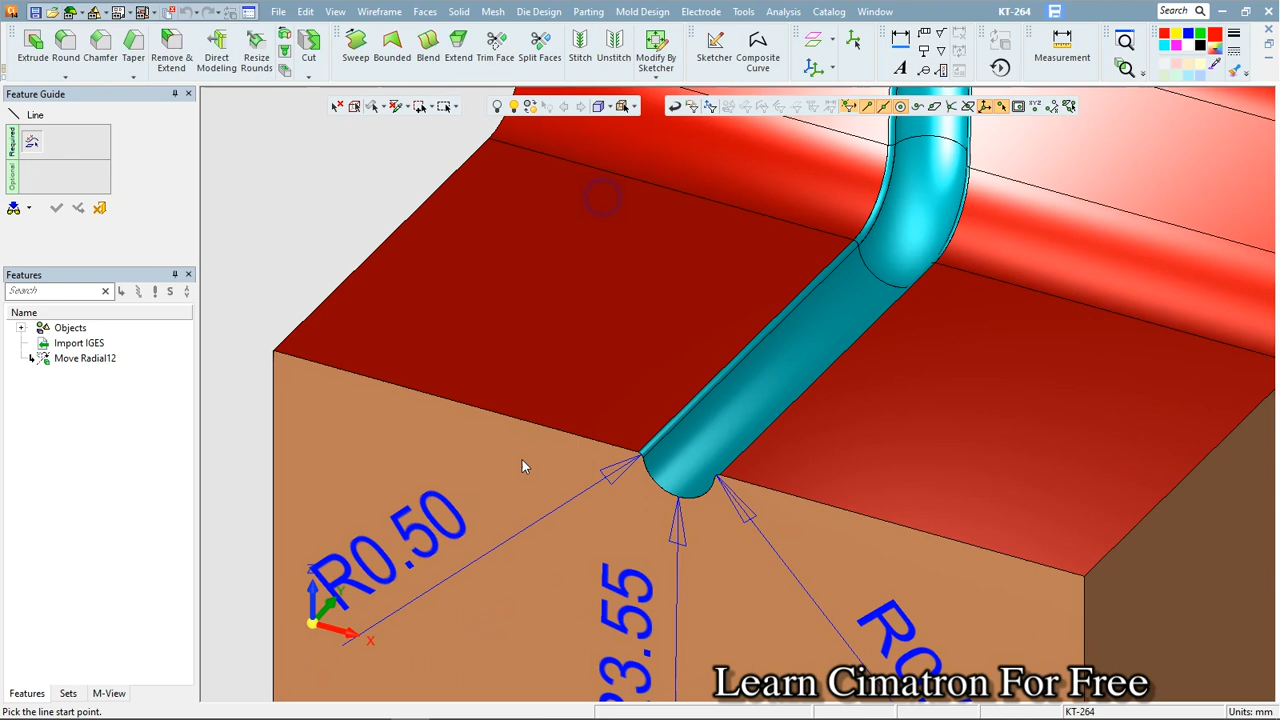 File Edit View Wireframe Faces Solid Mesh Die Design Parting Mold Design Electrode Tools Analysis Catalog Window KT-264 Search
Extrude Round Chamfer Taper Remove & Extend Direct Modeling Resize Rounds Cut Sweep Bounded Blend Extend Trim Faces Split Faces Stitch Unstitch Modify By Sketcher Sketcher Composite Curve Measurement
Feature Guide
Line
Required
Optional
Features
Search
Name
Objects
Import IGES
Move Radial12
R0.50
Y
X
Learn Cimatron For Free
Features Sets M-View
Pick the line start point.
KT-264
Units: mm